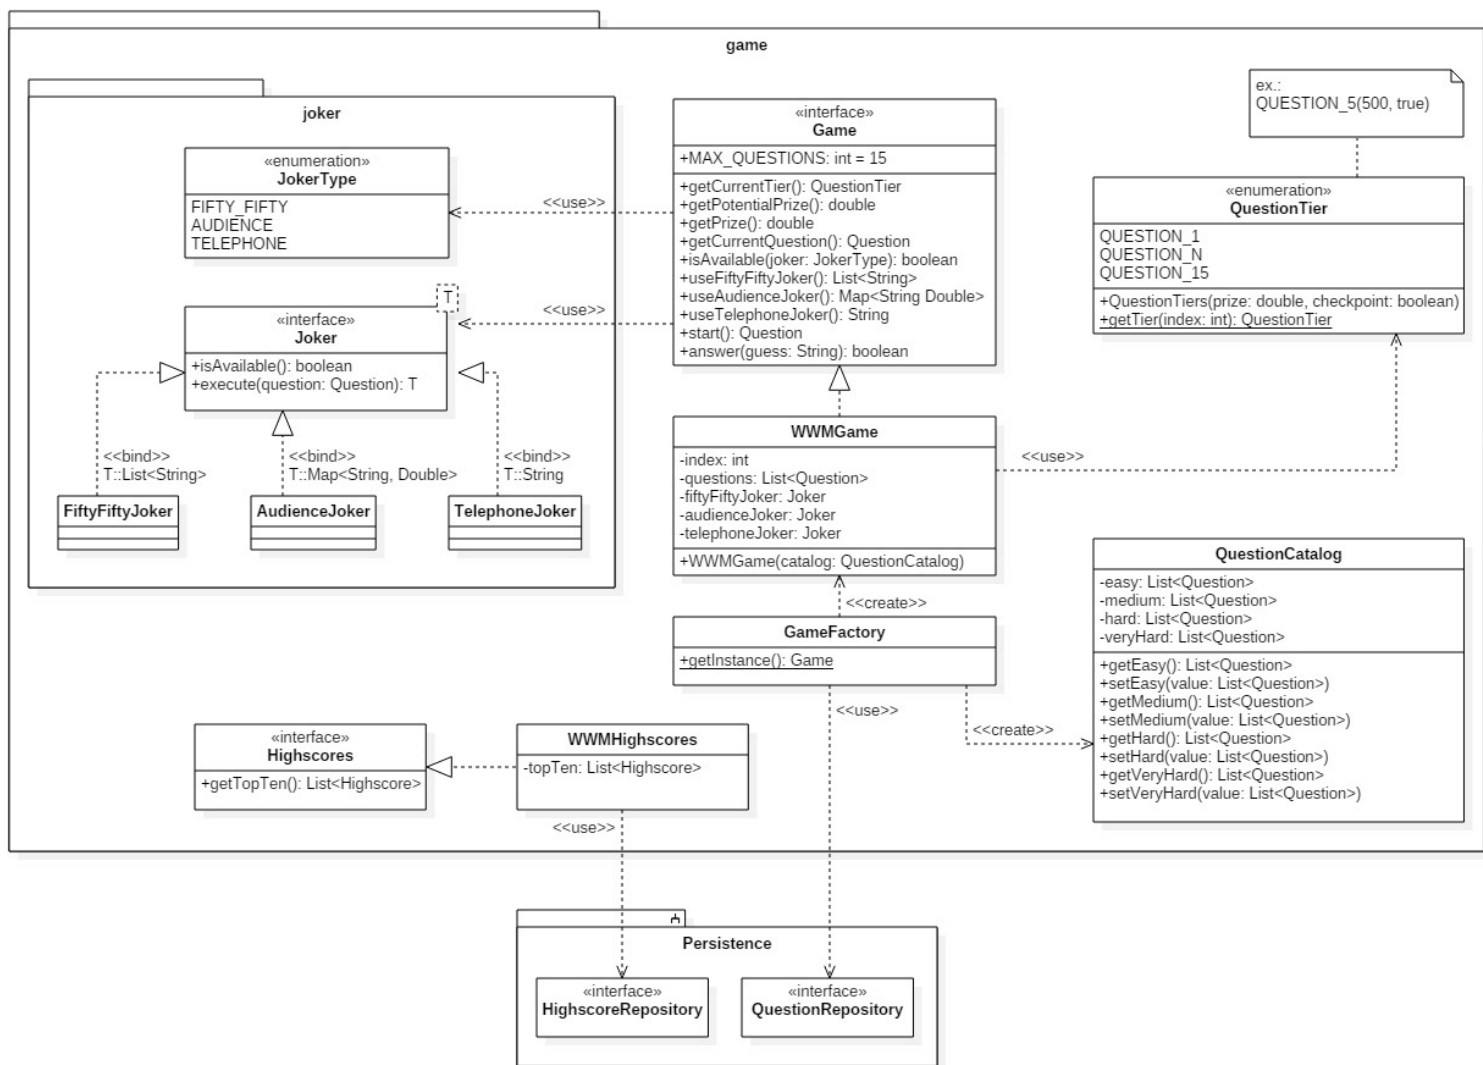 game
joker
«enumeration»
JokerType
FIFTY_FIFTY
AUDIENCE
TELEPHONE
T
«interface»
Joker
+isAvailable(): boolean
+execute(question: Question): T
<<bind>>
T::List<String>
<<bind>>
T::Map<String, Double>
<<bind>>
T::String
FiftyFiftyJoker
AudienceJoker
TelephoneJoker
<<use>>
<<use>>
«interface»
Game
+MAX_QUESTIONS: int = 15
+getCurrentTier(): QuestionTier
+getPotentialPrize(): double
+getPrize(): double
+getCurrentQuestion(): Question
+isAvailable(joker: JokerType): boolean
+useFiftyFiftyJoker(): List<String>
+useAudienceJoker(): Map<String Double>
+useTelephoneJoker(): String
+start(): Question
+answer(guess: String): boolean
ex.:
QUESTION_5(500, true)
«enumeration»
QuestionTier
QUESTION_1
QUESTION_N
QUESTION_15
+QuestionTiers(prize: double, checkpoint: boolean)
+getTier(index: int): QuestionTier
WWMGame
-index: int
-questions: List<Question>
-fiftyFiftyJoker: Joker
-audienceJoker: Joker
-telephoneJoker: Joker
+WWMGame(catalog: QuestionCatalog)
<<use>>
<<create>>
GameFactory
+getInstance(): Game
<<use>>
<<create>>
QuestionCatalog
-easy: List<Question>
-medium: List<Question>
-hard: List<Question>
-veryHard: List<Question>
+getEasy(): List<Question>
+setEasy(value: List<Question>)
+getMedium(): List<Question>
+setMedium(value: List<Question>)
+getHard(): List<Question>
+setHard(value: List<Question>)
+getVeryHard(): List<Question>
+setVeryHard(value: List<Question>)
«interface»
Highscores
+getTopTen(): List<Highscore>
WWMHighscores
-topTen: List<Highscore>
<<use>>
Persistence
«interface»
HighscoreRepository
«interface»
QuestionRepository